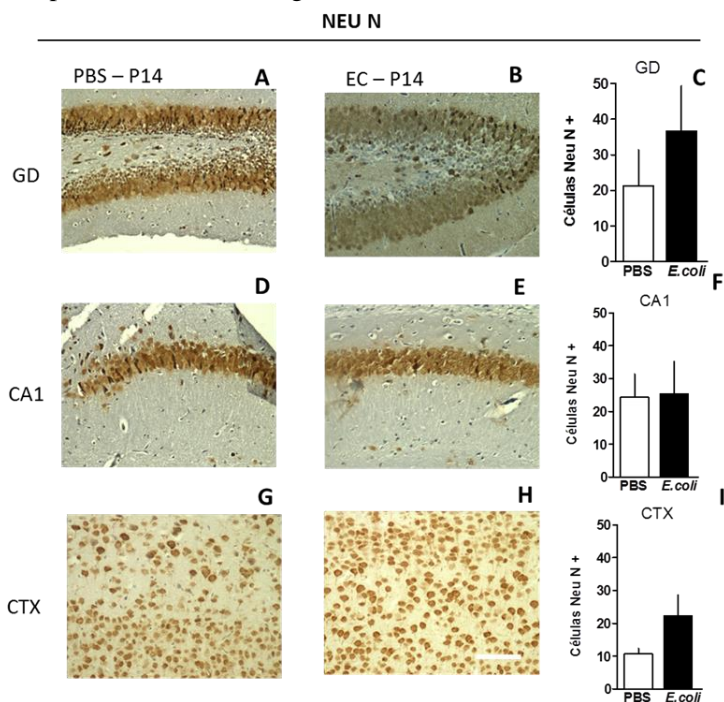 NEU N
PBS – P14
A
EC – P14
B
GD
C
GD
Células Neu N +
50
40
30
20
10
0
PBS
E.coli
D
E
F
CA1
CA1
Células Neu N +
50
40
30
20
10
0
PBS
E.coli
G
H
I
CTX
CTX
Células Neu N +
50
40
30
20
10
0
PBS
E.coli